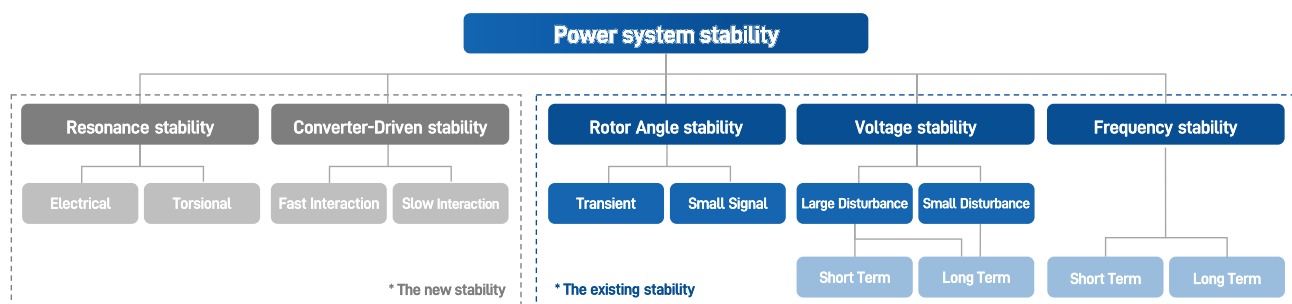 Power system stability
Resonance stability
Converter-Driven stability
Rotor Angle stability
Voltage stability
Frequency stability
Electrical
Torsional
Fast Interaction
Slow Interaction
Transient
Small Signal
Large Disturbance
Small Disturbance
Short Term
Long Term
Short Term
Long Term
* The new stability
* The existing stability